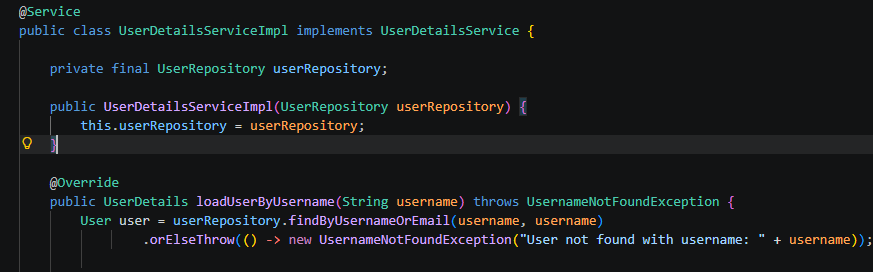 @Service
public class UserDetailsServiceImpl implements UserDetailsService {
private final UserRepository userRepository;
public UserDetailsServiceImpl(UserRepository userRepository) {
this.userRepository = userRepository;
}
@Override
public UserDetails loadUserByUsername(String username) throws UsernameNotFoundException {
User user = userRepository.findByUsernameOrEmail(username, username)
.orElseThrow(() -> new UsernameNotFoundException("User not found with username: " + username));